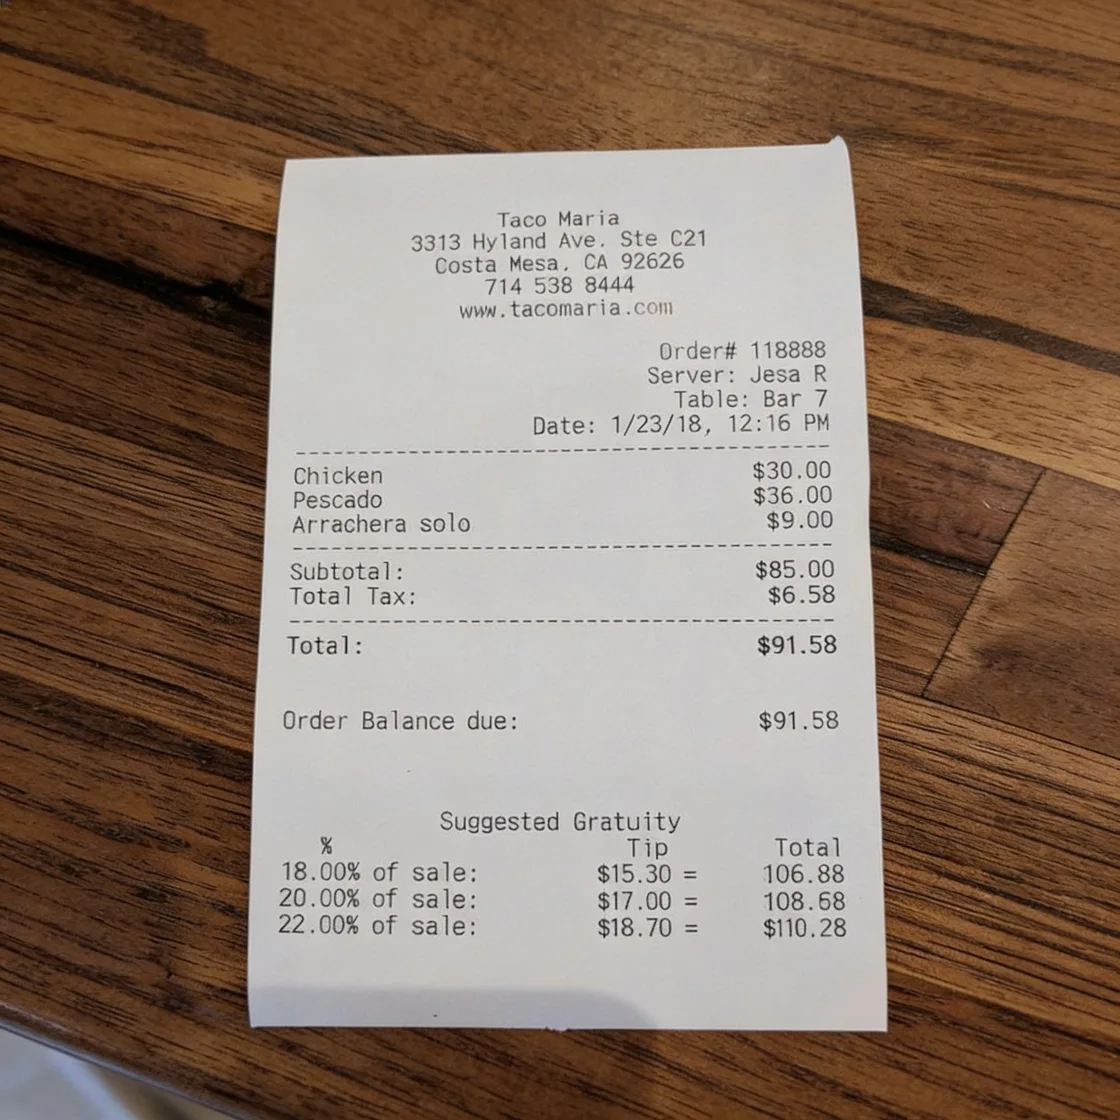 Taco Maria
3313 Hyland Ave. Ste C21
Costa Mesa, CA 92626
714 538 8444
www.tacomaria.com
Order# 118888
Server: Jesa R
Table: Bar 7
Date: 1/23/18, 12:16 PM
Chicken $30.00
Pescado $36.00
Arrachera solo $9.00
Subtotal: $85.00
Total Tax: $6.58
Total: $91.58
Order Balance due: $91.58
Suggested Gratuity
% Tip Total
18.00% of sale: $15.30 = 106.88
20.00% of sale: $17.00 = 108.58
22.00% of sale: $18.70 = $110.28